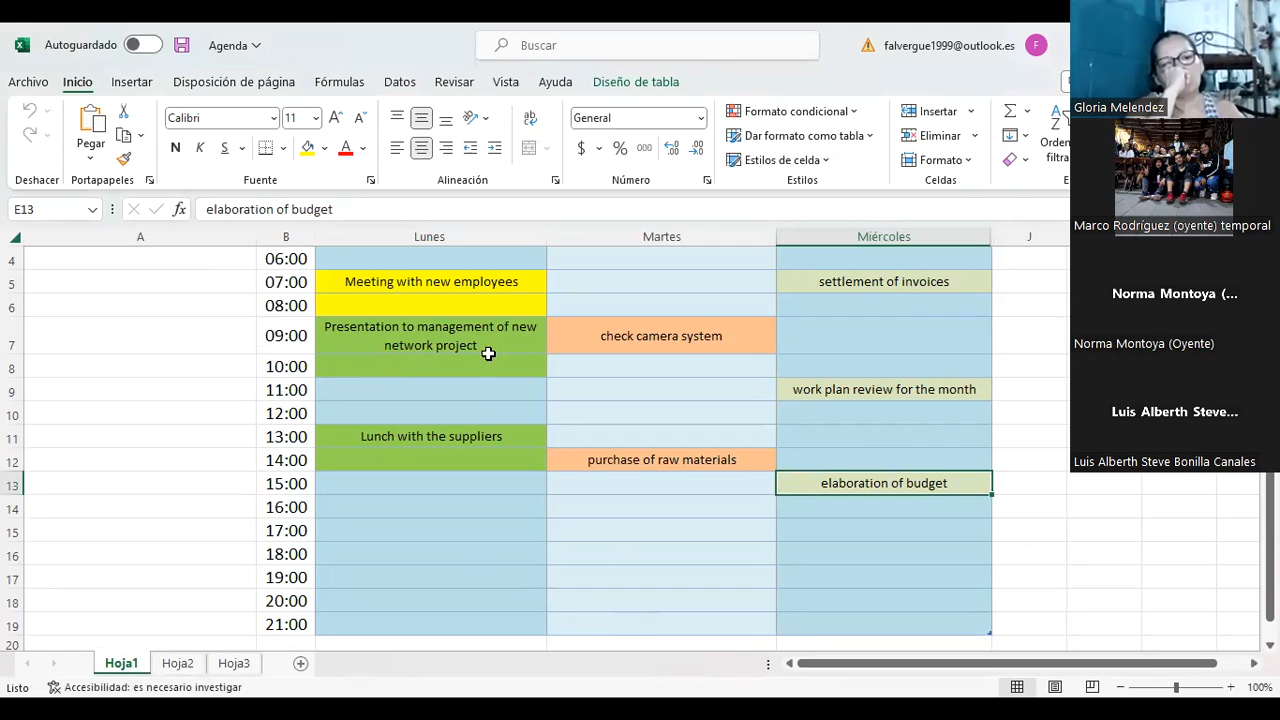 Autoguardado
Agenda
Buscar
falvergue1999@outlook.es
F
Archivo Inicio Insertar Disposición de página Fórmulas Datos Revisar Vista Ayuda Diseño de tabla
Pegar
Calibri 11
N K S
General
$ % 000
Formato condicional
Dar formato como tabla
Estilos de celda
Insertar
Eliminar
Formato
Orden
filtra
Deshacer Portapapeles Fuente Alineación Número Estilos Celdas
E13
fx
elaboration of budget
A B Lunes Martes Miércoles J
4 06:00
5 07:00 Meeting with new employees settlement of invoices
6 08:00
7 09:00 Presentation to management of new
network project check camera system
8 10:00
9 11:00 work plan review for the month
10 12:00
11 13:00 Lunch with the suppliers
12 14:00 purchase of raw materials
13 15:00 elaboration of budget
14 16:00
15 17:00
16 18:00
17 19:00
18 20:00
19 21:00
20
Hoja1 Hoja2 Hoja3
Listo Accesibilidad: es necesario investigar
100%
Gloria Melendez
Marco Rodríguez (oyente) temporal
Norma Montoya (...
Norma Montoya (Oyente)
Luis Alberth Steve...
Luis Alberth Steve Bonilla Canales